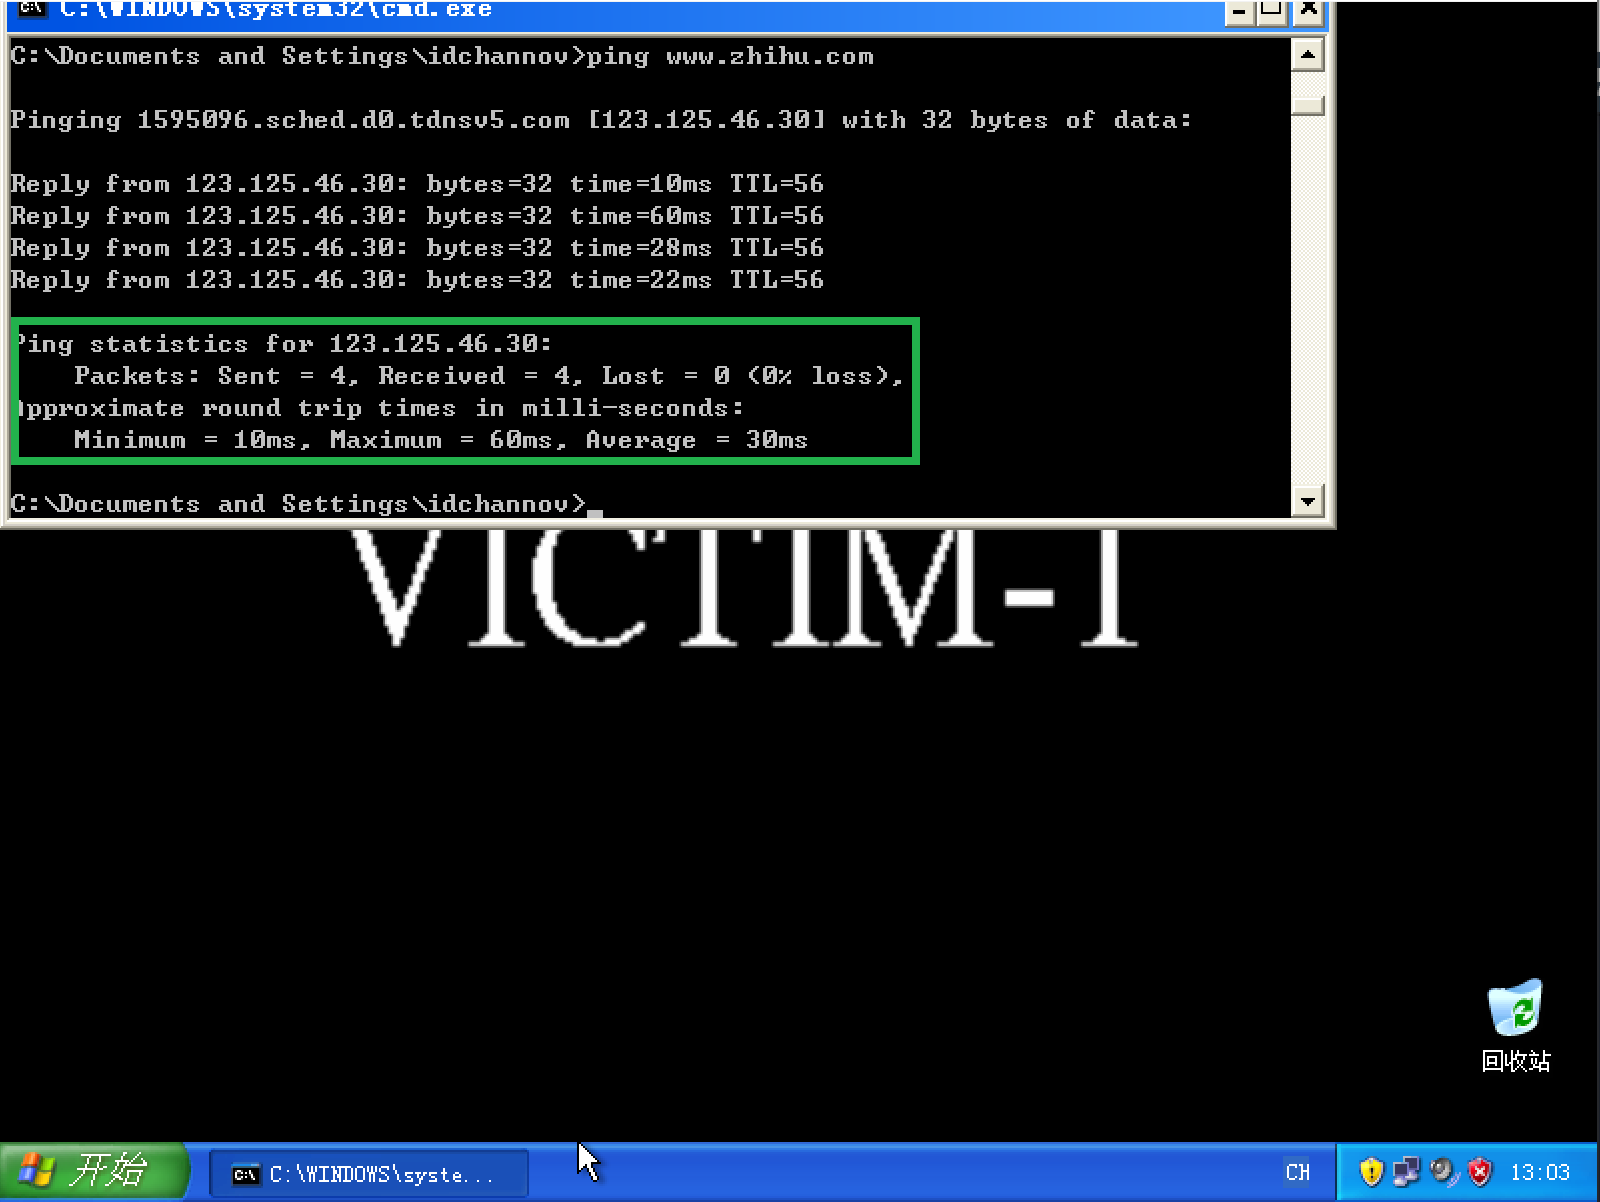 C:\WINDOWS\system32\cmd.exe
C:\Documents and Settings\idchannov>ping www.zhihu.com
Pinging 1595096.sched.d0.tdnsv5.com [123.125.46.30] with 32 bytes of data:
Reply from 123.125.46.30: bytes=32 time=10ms TTL=56
Reply from 123.125.46.30: bytes=32 time=60ms TTL=56
Reply from 123.125.46.30: bytes=32 time=28ms TTL=56
Reply from 123.125.46.30: bytes=32 time=22ms TTL=56
Ping statistics for 123.125.46.30:
Packets: Sent = 4, Received = 4, Lost = 0 (0% loss),
Approximate round trip times in milli-seconds:
Minimum = 10ms, Maximum = 60ms, Average = 30ms
C:\Documents and Settings\idchannov>_
VICTIM-1
回收站
开始
C:\WINDOWS\syste...
CH
13:03